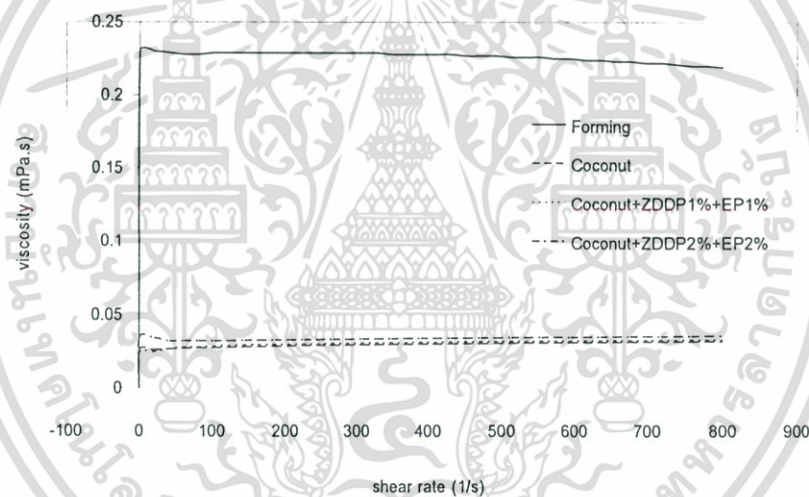 0.25
0.2
0.15
0.1
0.05
0
viscosity (mPa.s)
Forming
Coconut
Coconut+ZDDP1%+EP1%
Coconut+ZDDP2%+EP2%
-100 0 100 200 300 400 500 600 700 800 900
shear rate (1/s)